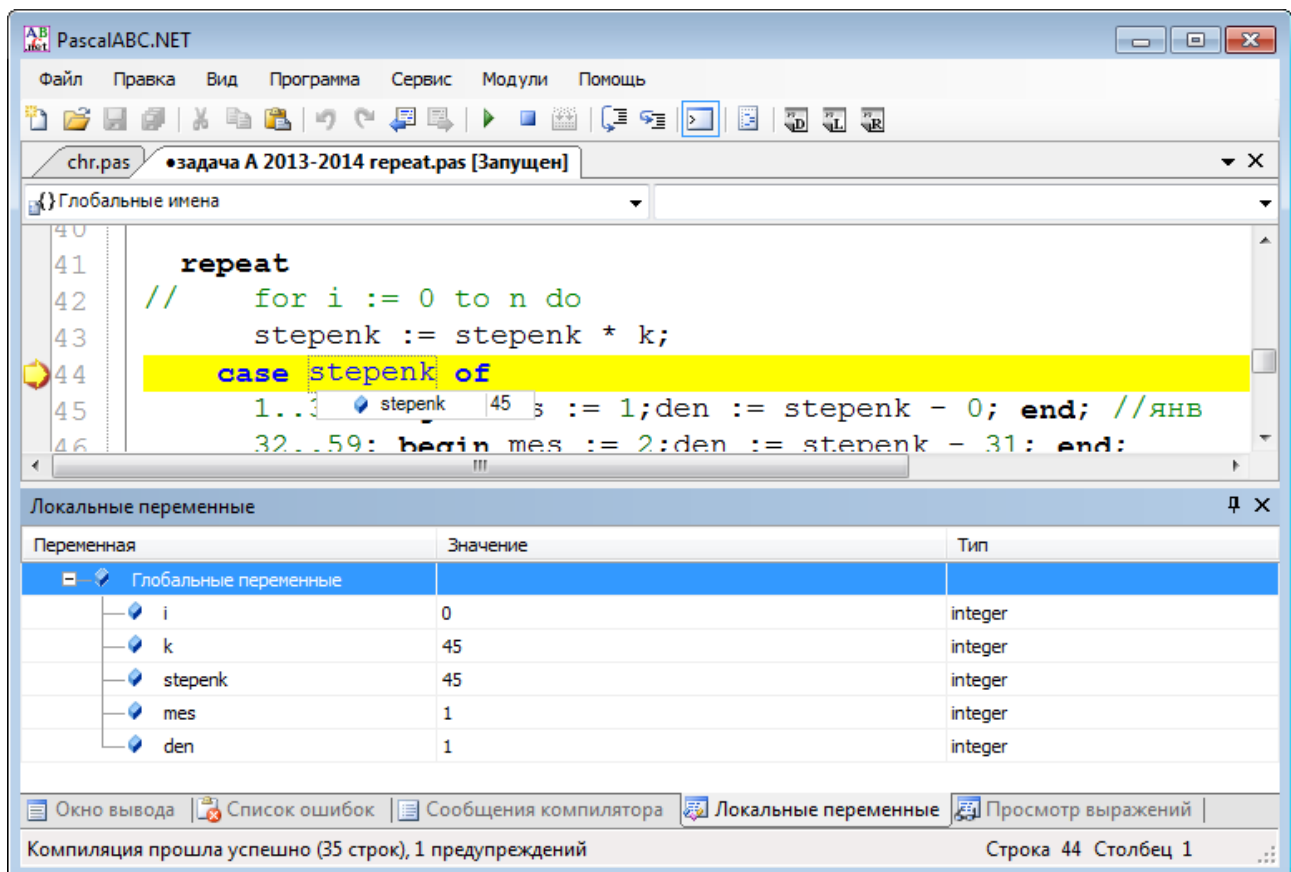 PascalABC.NET
Файл Правка Вид Программа Сервис Модули Помощь
chr.pas •задача A 2013-2014 repeat.pas [Запущен]
{} Глобальные имена
40
41 repeat
42 // for i := 0 to n do
43 stepenk := stepenk * k;
44 case stepenk of
stepenk 45
45 1.. := 1;den := stepenk - 0; end; //янв
46 32..59: begin mes := 2;den := stepenk - 31; end;
Локальные переменные
Переменная Значение Тип
Глобальные переменные
i 0 integer
k 45 integer
stepenk 45 integer
mes 1 integer
den 1 integer
Окно вывода Список ошибок Сообщения компилятора Локальные переменные Просмотр выражений
Компиляция прошла успешно (35 строк), 1 предупреждений Строка 44 Столбец 1